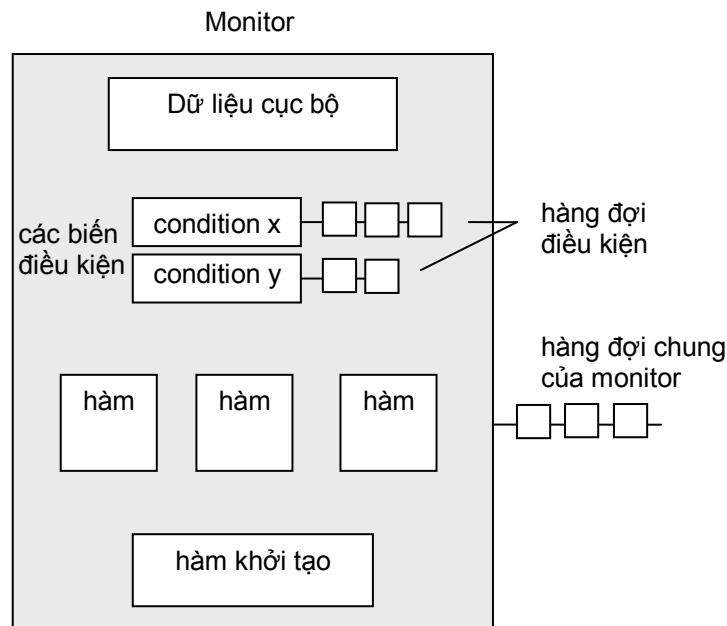 Monitor
Dữ liệu cục bộ
các biến
điều kiện
condition x
condition y
hàng đợi
điều kiện
hàng đợi chung
của monitor
hàm
hàm
hàm
hàm khởi tạo